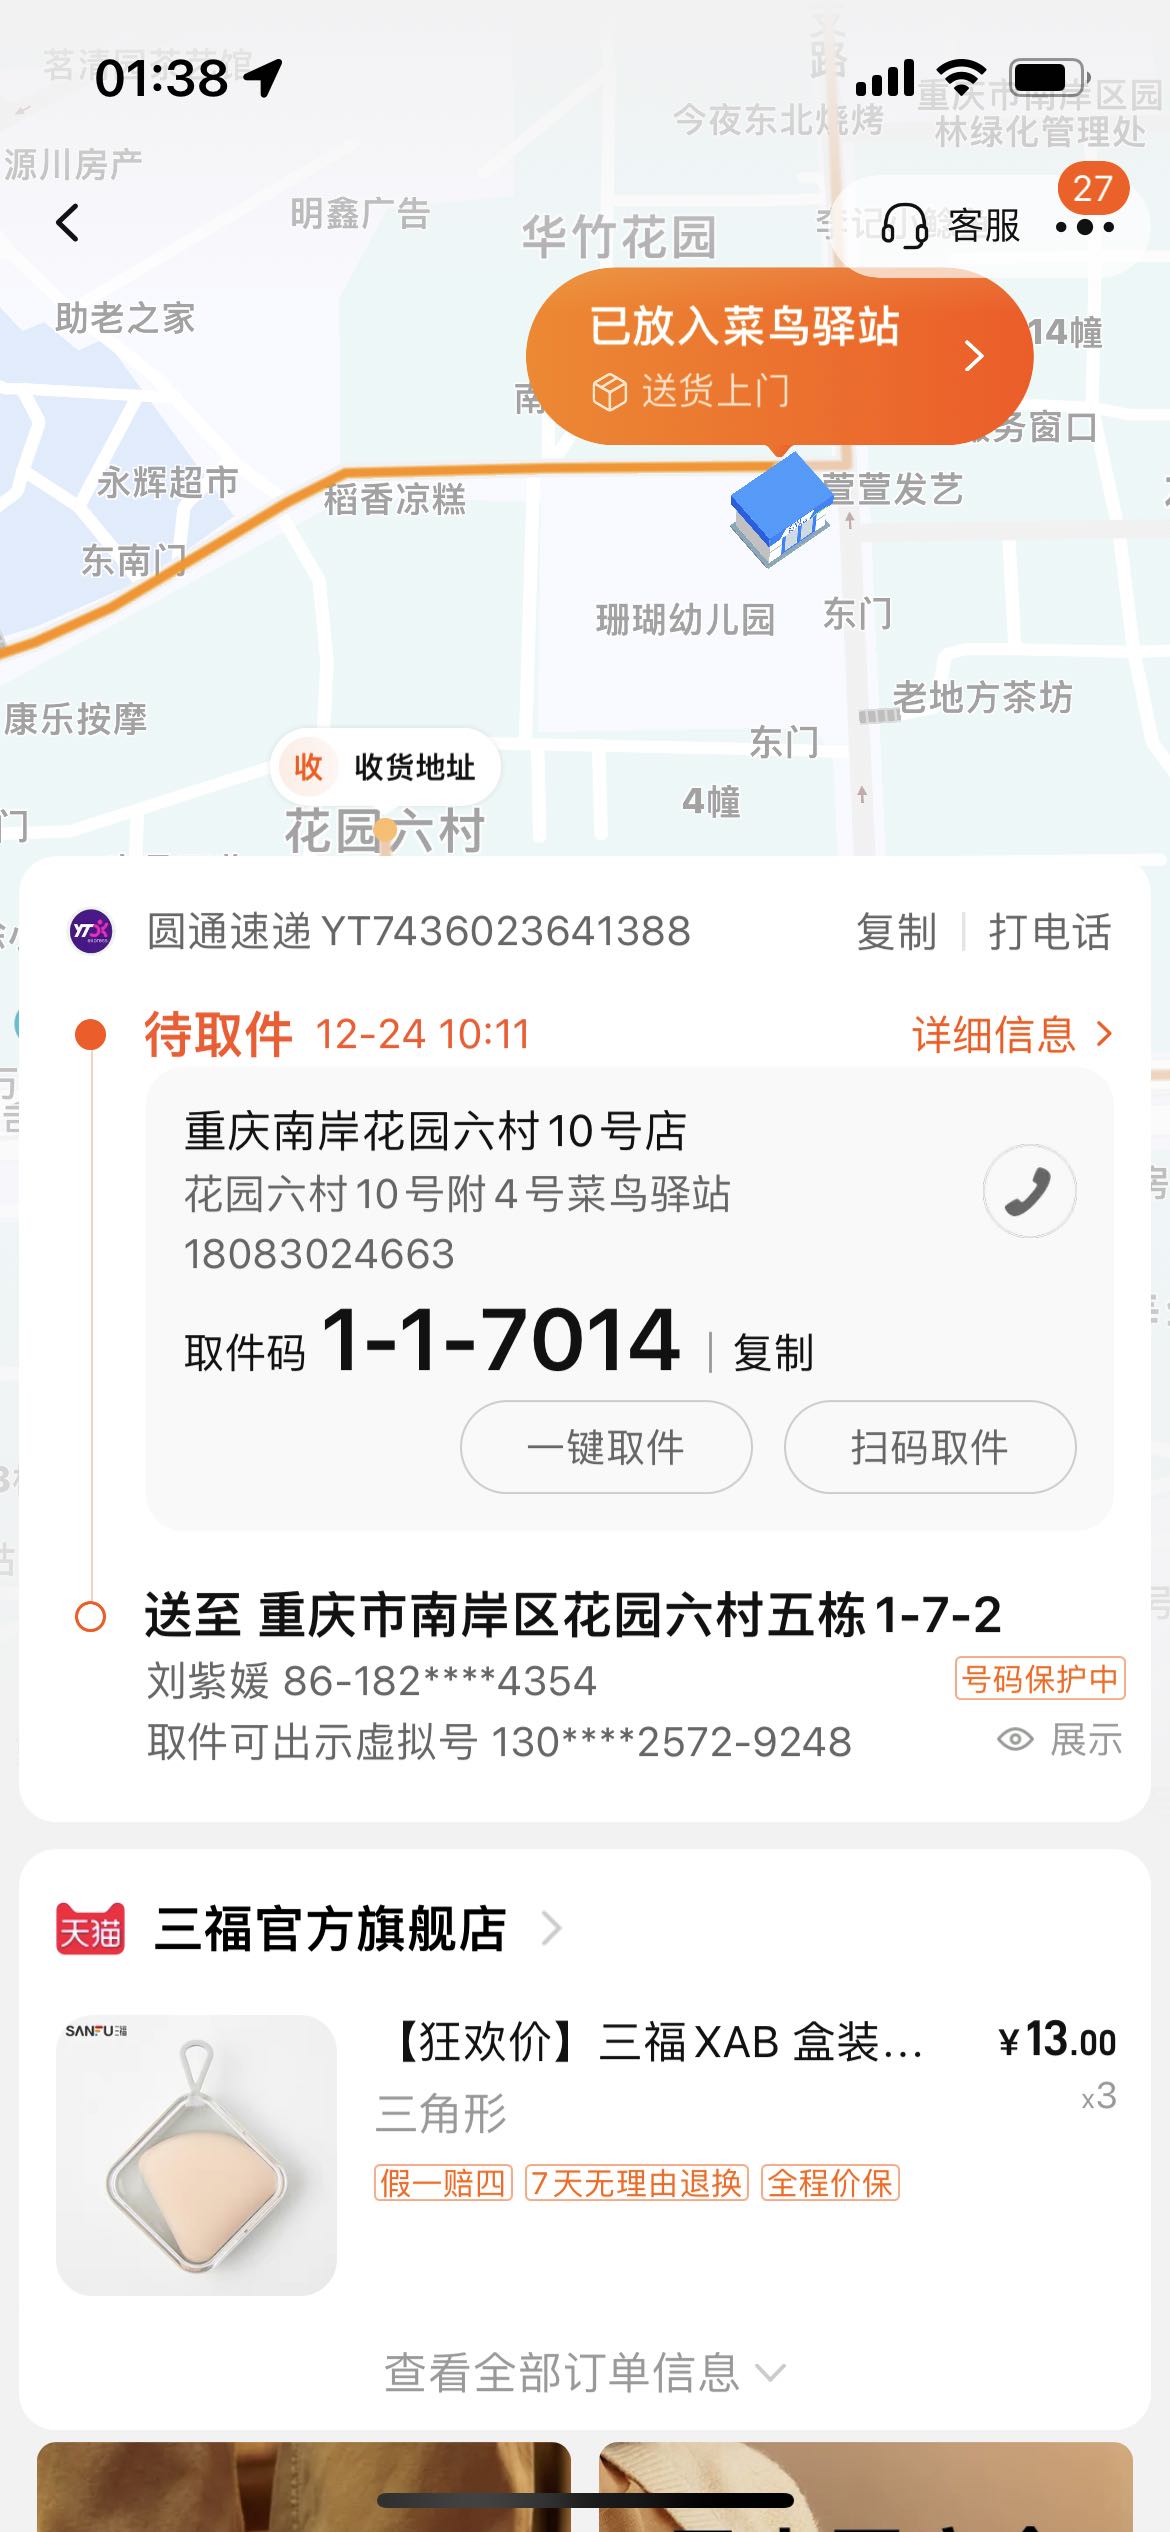 01:38
茗清园茶艺馆
今夜东北烧烤
重庆市南岸区园
林绿化管理处
源川房产
明鑫广告
华竹花园
客服
27
助老之家
已放入菜鸟驿站
送货上门
14幢
南
务窗口
永辉超市
稻香凉糕
萱萱发艺
东南门
珊瑚幼儿园
东门
康乐按摩
老地方茶坊
东门
收 收货地址
4幢
门
花园六村
圆通速递 YT7436023641388
复制 | 打电话
待取件 12-24 10:11
详细信息
重庆南岸花园六村10号店
花园六村10号附4号菜鸟驿站
18083024663
取件码 1-1-7014 | 复制
一键取件
扫码取件
送至 重庆市南岸区花园六村五栋1-7-2
刘紫媛 86-182****4354
号码保护中
取件可出示虚拟号 130****2572-9248
展示
天猫 三福官方旗舰店
SANFU三福
【狂欢价】三福XAB 盒装...
¥13.00
三角形
x3
假一赔四 7天无理由退换 全程价保
查看全部订单信息